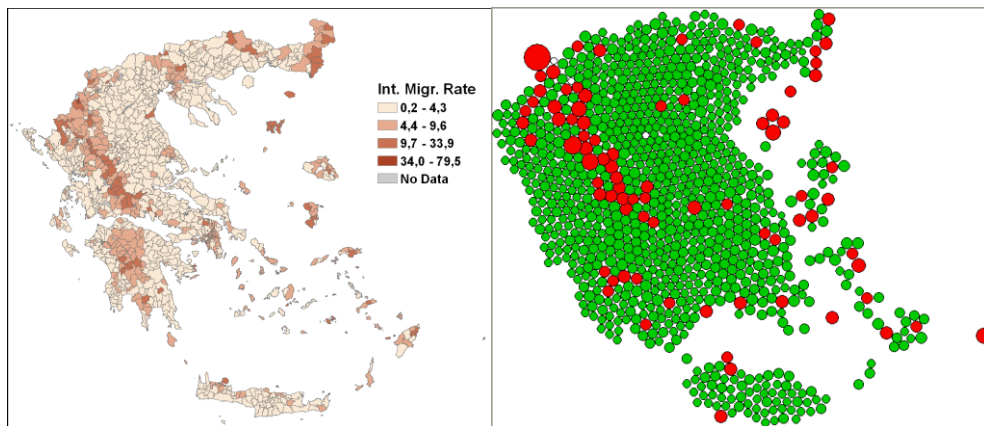 Int. Migr. Rate
0,2 - 4,3
4,4 - 9,6
9,7 - 33,9
34,0 - 79,5
No Data